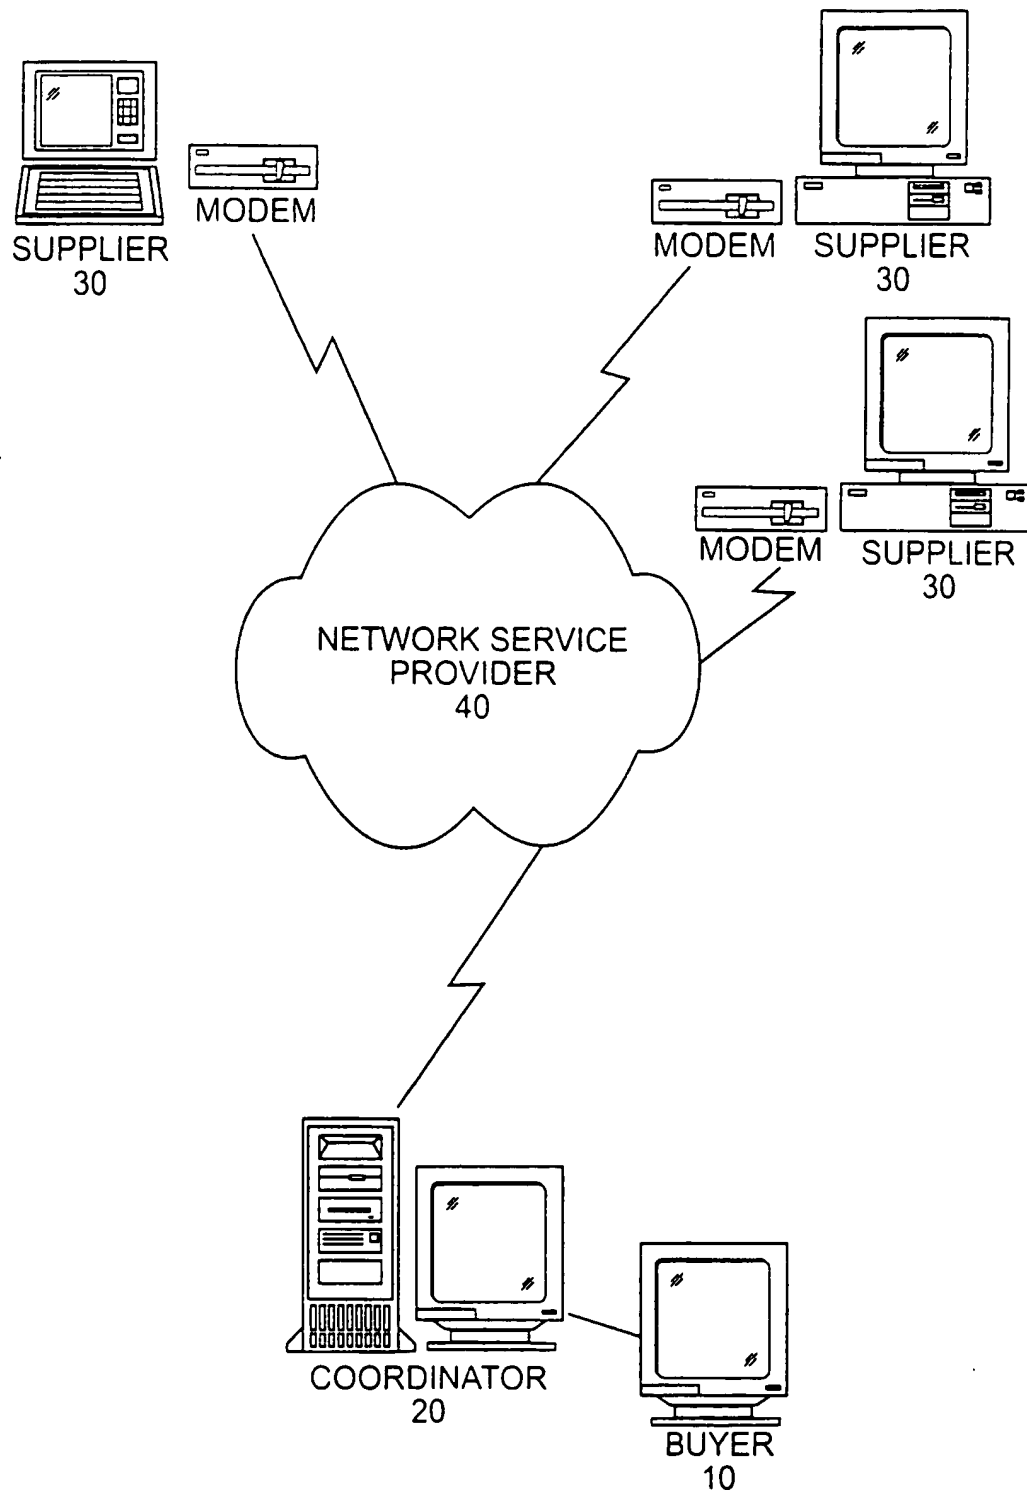 MODEM
SUPPLIER
30
MODEM
SUPPLIER
30
MODEM
SUPPLIER
30
NETWORK SERVICE
PROVIDER
40
COORDINATOR
20
BUYER
10